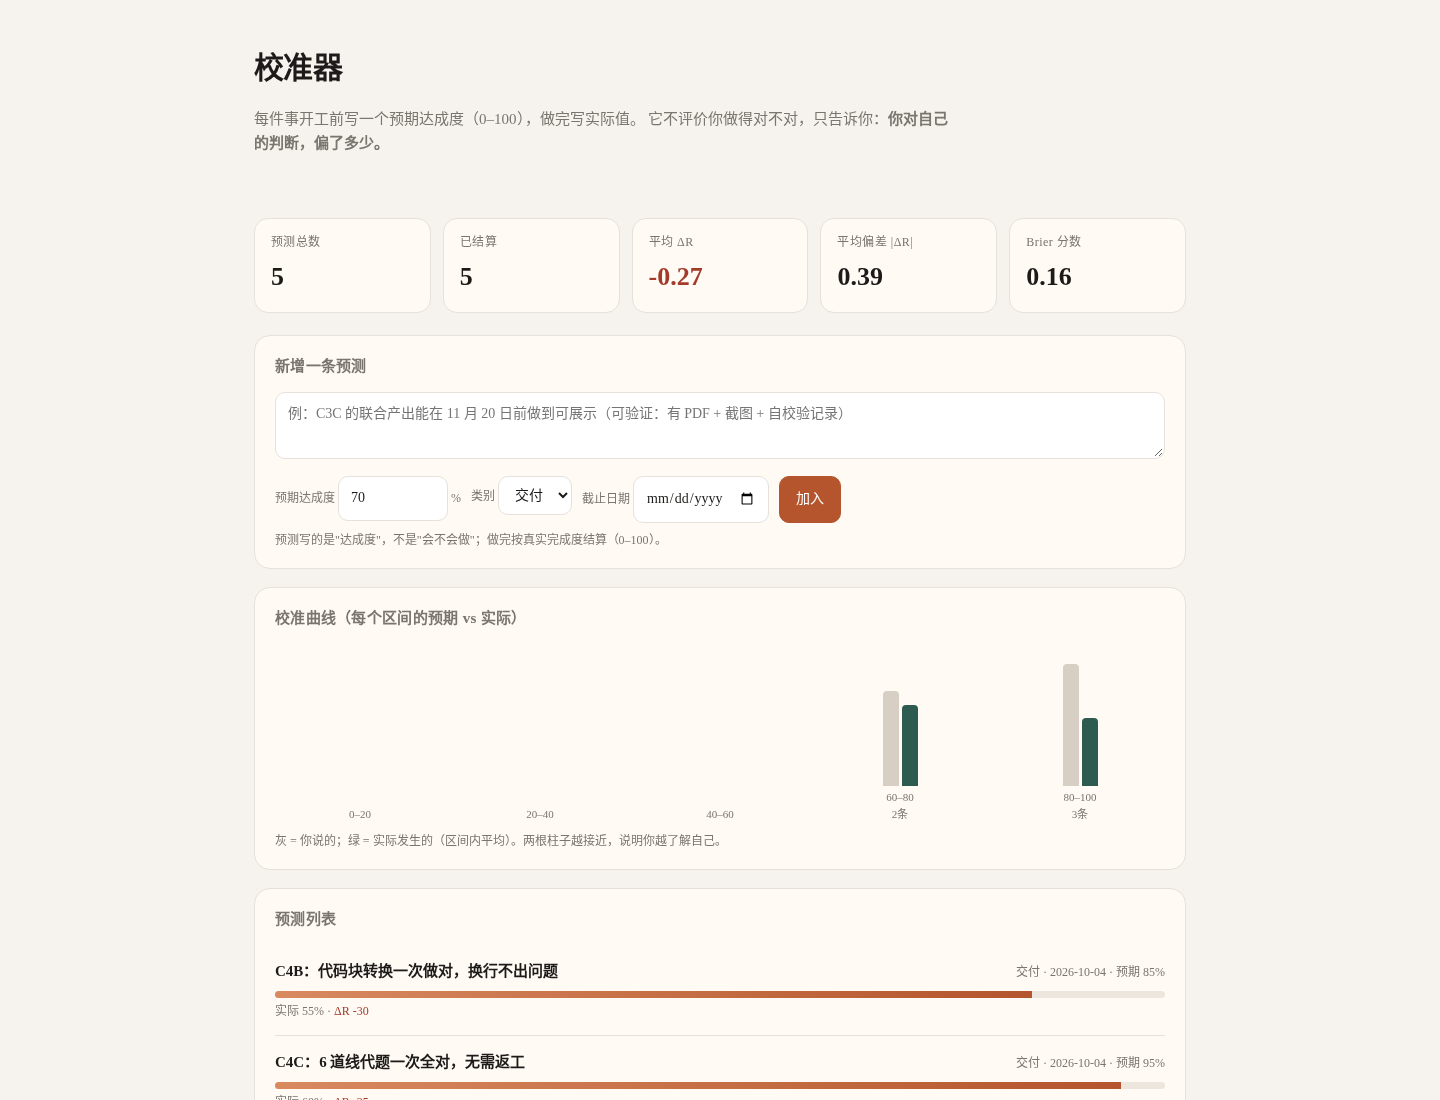 校准器
每件事开工前写一个预期达成度（0–100），做完写实际值。 它不评价你做得对不对，只告诉你：你对自己
的判断，偏了多少。
预测总数
5
已结算
5
平均 ΔR
-0.27
平均偏差 |ΔR|
0.39
Brier 分数
0.16
新增一条预测
例：C3C 的联合产出能在 11 月 20 日前做到可展示（可验证：有 PDF + 截图 + 自校验记录）
预期达成度 70 % 类别 交付 截止日期 mm/dd/yyyy 加入
预测写的是"达成度"，不是"会不会做"；做完按真实完成度结算（0–100）。
校准曲线（每个区间的预期 vs 实际）
0–20
20–40
40–60
60–80
2条
80–100
3条
灰 = 你说的；绿 = 实际发生的（区间内平均）。两根柱子越接近，说明你越了解自己。
预测列表
C4B：代码块转换一次做对，换行不出问题
交付 · 2026-10-04 · 预期 85%
实际 55% · ΔR -30
C4C：6 道线代题一次全对，无需返工
交付 · 2026-10-04 · 预期 95%